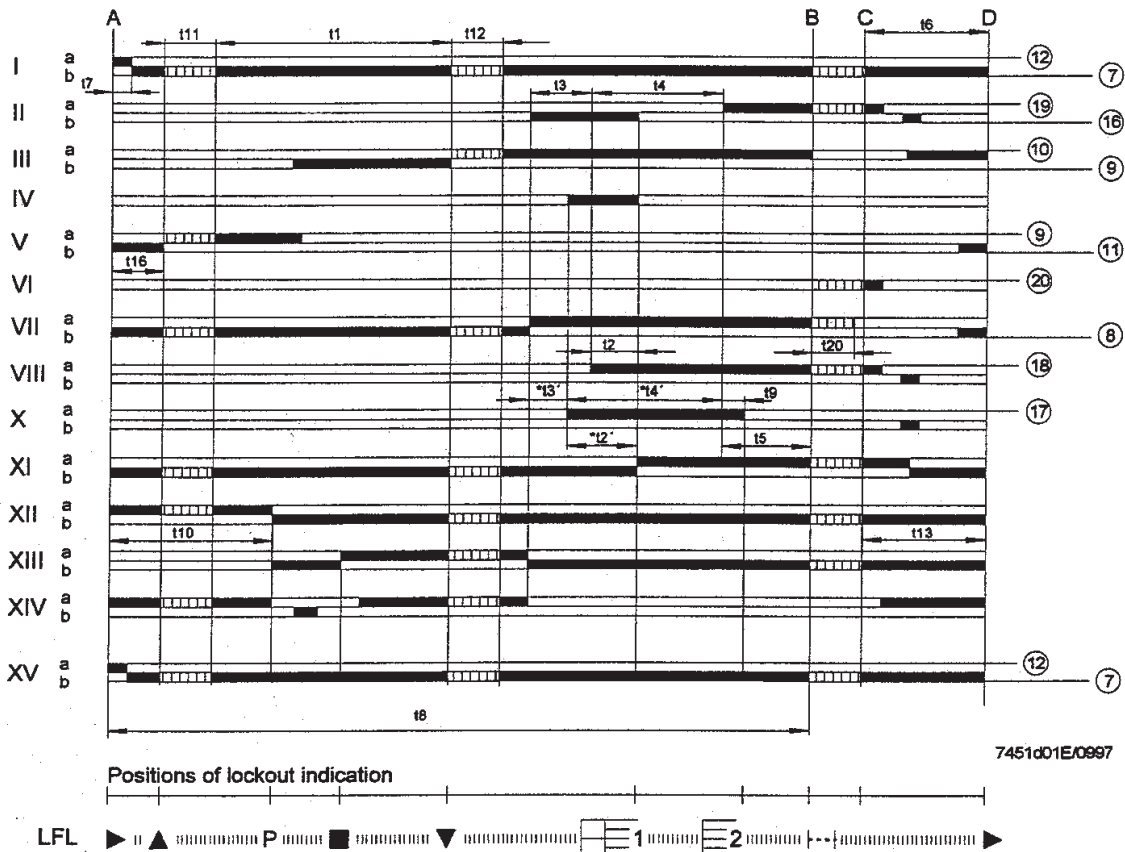 A B C D
t11 t1 t12 t6
I a 12
b 7
t7
t3 t4
II a 19
b 16
III a 10
b 9
IV
V a 9
b 11
t16
VI 20
VII a
b 8
t2 t20
VIII a 18
b
"t3´ "t4´ t9
X a 17
b
"t2´ t5
XI a
b
XII a
b
t10 t13
XIII a
b
XIV a
b
XV a 12
b 7
t8
7451d01E/0997
Positions of lockout indication
LFL ▶ ▲ P ■ ▼ 1 2 ▶